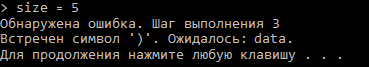 > size = 5
Обнаружена ошибка. Шаг выполнения 3
Встречен символ ')'. Ожидалось: data.
Для продолжения нажмите любую клавишу . . .